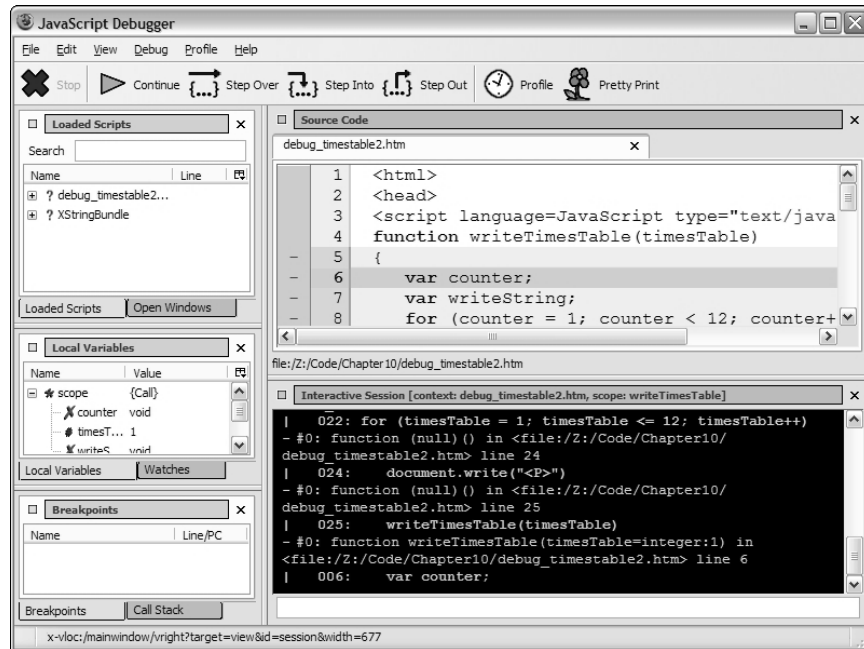 JavaScript Debugger
File Edit View Debug Profile Help
Stop Continue {...} Step Over {...} Step Into {...} Step Out Profile Pretty Print
Loaded Scripts
Search
Name Line
? debug_timestable2...
? XStringBundle
Loaded Scripts Open Windows
Local Variables
Name Value
scope {Call}
counter void
timesT... 1
writeS void
Local Variables Watches
Breakpoints
Name Line/PC
Breakpoints Call Stack
Source Code
debug_timestable2.htm
1 <html>
2 <head>
3 <script language=JavaScript type="text/java
4 function writeTimesTable(timesTable)
– 5 {
– 6 var counter;
– 7 var writeString;
– 8 for (counter = 1; counter < 12; counter+
file:/Z:/Code/Chapter10/debug_timestable2.htm
Interactive Session [context: debug_timestable2.htm, scope: writeTimesTable]
| 022: for (timesTable = 1; timesTable <= 12; timesTable++)
- #0: function (null)() in <file:/Z:/Code/Chapter10/
debug_timestable2.htm> line 24
| 024: document.write("<P>")
- #0: function (null)() in <file:/Z:/Code/Chapter10/
debug_timestable2.htm> line 25
| 025: writeTimesTable(timesTable)
- #0: function writeTimesTable(timesTable=integer:1) in
<file:/Z:/Code/Chapter10/debug_timestable2.htm> line 6
| 006: var counter;
x-vloc:/mainwindow/vright?target=view&id=session&width=677